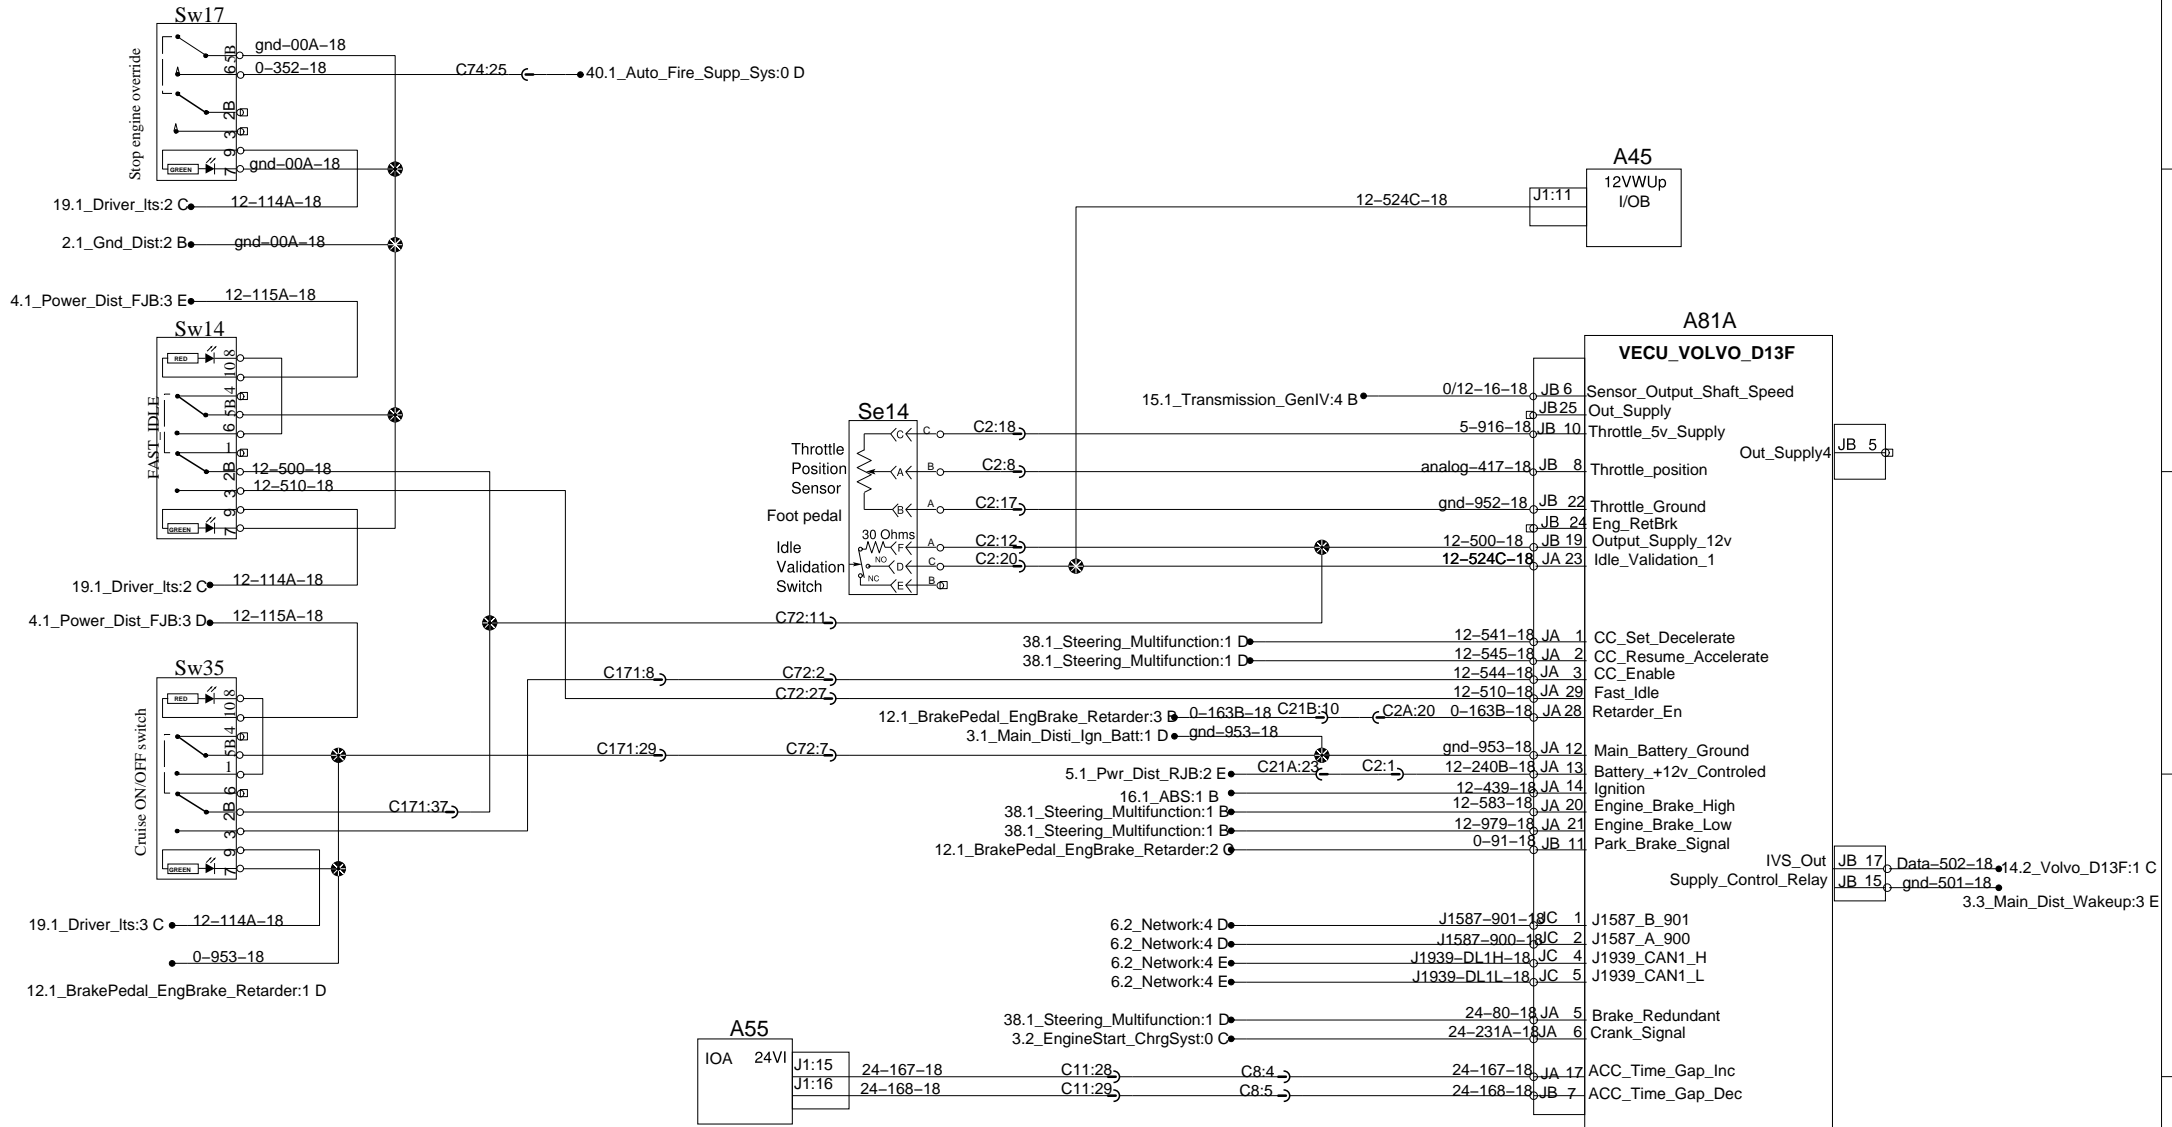 Sw17
Stop engine override
gnd-00A-18
0-352-18
C74:25
40.1_Auto_Fire_Supp_Sys:0 D
5B
6
2B
3
9
7
GREEN
gnd-00A-18
19.1_Driver_lts:2 C
12-114A-18
2.1_Gnd_Dist:2 B
gnd-00A-18
4.1_Power_Dist_FJB:3 E
12-115A-18
Sw14
FAST_IDLE
RED
8
10
4
5B
6
1
2B
3
9
7
GREEN
12-500-18
12-510-18
19.1_Driver_lts:2 C
12-114A-18
4.1_Power_Dist_FJB:3 D
12-115A-18
Sw35
Cruise ON/OFF switch
RED
8
10
4
5B
1
6
2B
3
9
7
GREEN
C171:37
19.1_Driver_lts:3 C
12-114A-18
0-953-18
12.1_BrakePedal_EngBrake_Retarder:1 D
C171:8
C72:2
C72:27
C72:11
C171:29
C72:7
Se14
Throttle
Position
Sensor
Foot pedal
Idle
Validation
Switch
30 Ohms
NO
NC
C C
A B
B A
F A
D C
E B
C2:18
C2:8
C2:17
C2:12
C2:20
A45
12VWUp
I/OB
J1:11
12-524C-18
A81A
VECU_VOLVO_D13F
15.1_Transmission_GenIV:4 B
0/12-16-18 JB 6 Sensor_Output_Shaft_Speed
JB 25 Out_Supply
5-916-18 JB 10 Throttle_5v_Supply
analog-417-18 JB 8 Throttle_position
gnd-952-18 JB 22 Throttle_Ground
JB 24 Eng_RetBrk
12-500-18 JB 19 Output_Supply_12v
12-524C-18 JA 23 Idle_Validation_1
38.1_Steering_Multifunction:1 D 12-541-18 JA 1 CC_Set_Decelerate
38.1_Steering_Multifunction:1 D 12-545-18 JA 2 CC_Resume_Accelerate
12-544-18 JA 3 CC_Enable
12-510-18 JA 29 Fast_Idle
12.1_BrakePedal_EngBrake_Retarder:3 B 0-163B-18 C21B:10 C2A:20 0-163B-18 JA 28 Retarder_En
3.1_Main_Disti_Ign_Batt:1 D gnd-953-18
gnd-953-18 JA 12 Main_Battery_Ground
5.1_Pwr_Dist_RJB:2 E C21A:23 C2:1 12-240B-18 JA 13 Battery_+12v_Controled
16.1_ABS:1 B 12-439-18 JA 14 Ignition
38.1_Steering_Multifunction:1 B 12-583-18 JA 20 Engine_Brake_High
38.1_Steering_Multifunction:1 B 12-979-18 JA 21 Engine_Brake_Low
12.1_BrakePedal_EngBrake_Retarder:2 C 0-91-18 JB 11 Park_Brake_Signal
6.2_Network:4 D J1587-901-18 JC 1 J1587_B_901
6.2_Network:4 D J1587-900-18 JC 2 J1587_A_900
6.2_Network:4 E J1939-DL1H-18 JC 4 J1939_CAN1_H
6.2_Network:4 E J1939-DL1L-18 JC 5 J1939_CAN1_L
38.1_Steering_Multifunction:1 D 24-80-18 JA 5 Brake_Redundant
3.2_EngineStart_ChrgSyst:0 C 24-231A-18 JA 6 Crank_Signal
A55
IOA 24VI
J1:15 24-167-18 C11:28 C8:4 24-167-18 JA 17 ACC_Time_Gap_Inc
J1:16 24-168-18 C11:29 C8:5 24-168-18 JB 7 ACC_Time_Gap_Dec
Out_Supply4 JB 5
IVS_Out JB 17 Data-502-18 14.2_Volvo_D13F:1 C
Supply_Control_Relay JB 15 gnd-501-18
3.3_Main_Dist_Wakeup:3 E